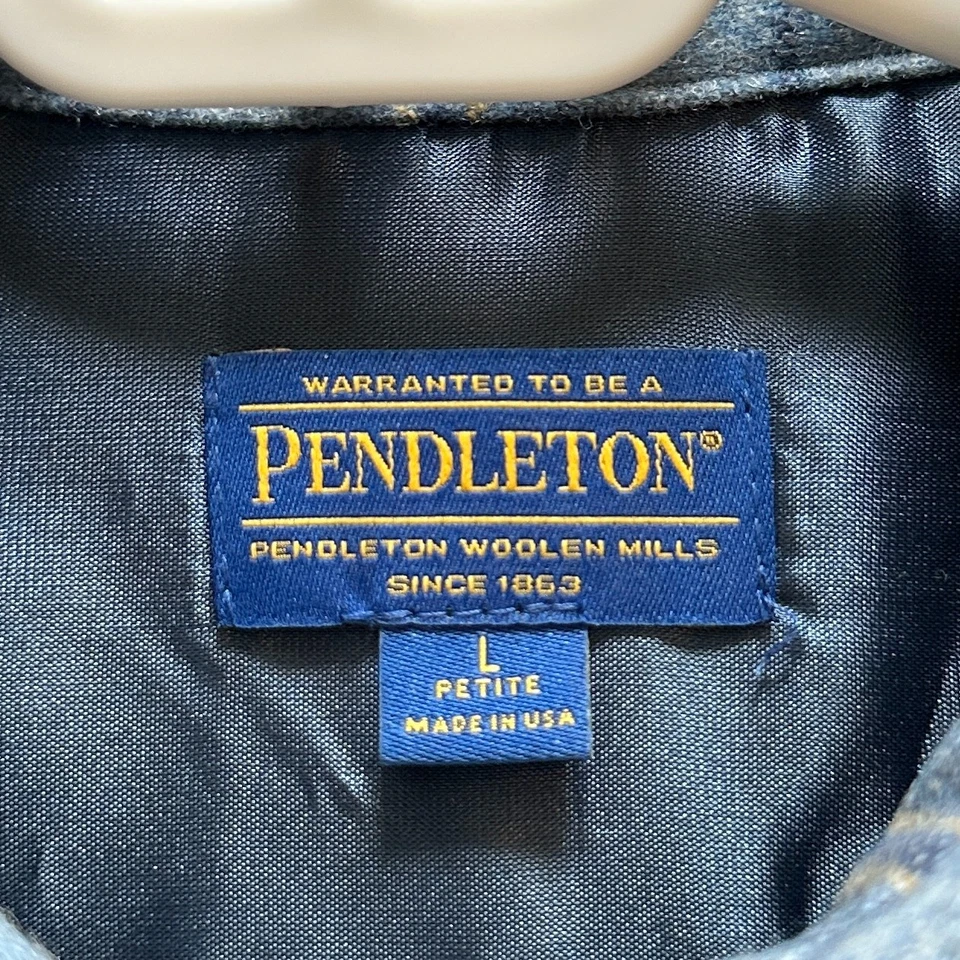 WARRANTED TO BE A
PENDLETON®
PENDLETON WOOLEN MILLS
SINCE 1863
L
PETITE
MADE IN USA